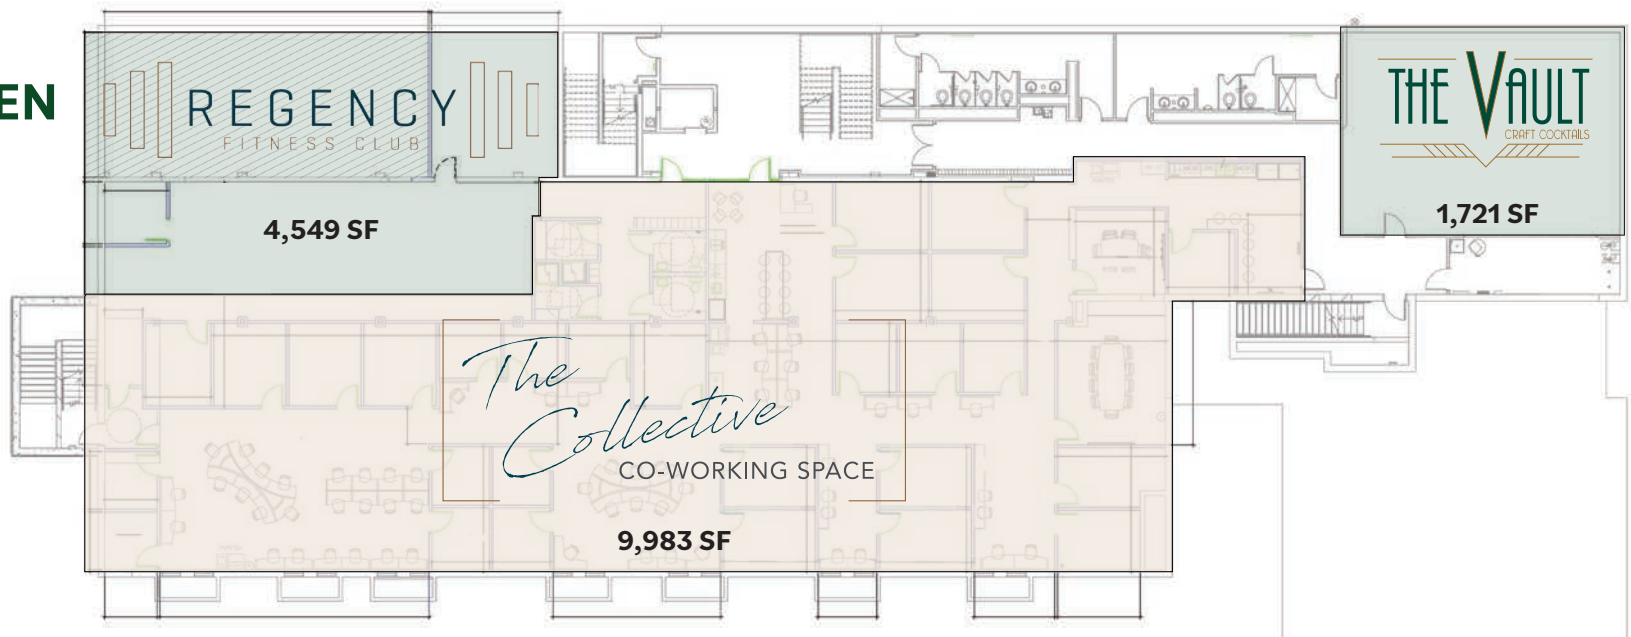 EN
REGENCY
FITNESS CLUB
4,549 SF
THE VAULT
CRAFT COCKTAILS
1,721 SF
The
Collective
CO-WORKING SPACE
9,983 SF